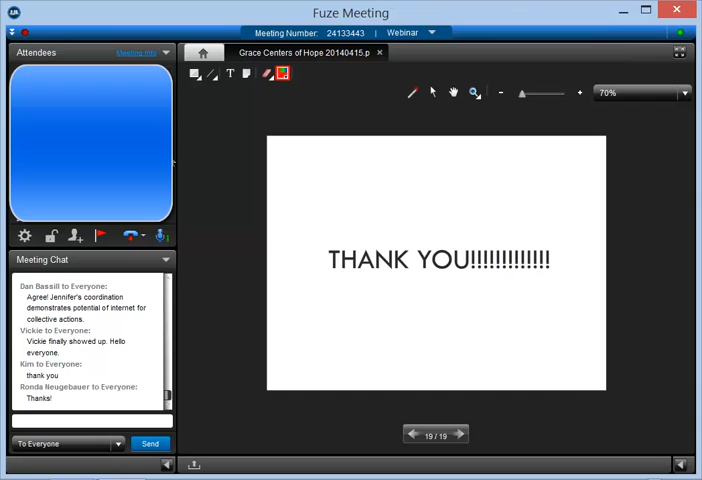 Fuze Meeting
Meeting Number: 24133443 | Webinar
Attendees
Meeting Info
Grace Centers of Hope 20140415.p
T
70%
THANK YOU!!!!!!!!!!!!!
Meeting Chat
Dan Bassill to Everyone:
Agree! Jennifer's coordination
demonstrates potential of internet for
collective actions.
Vickie to Everyone:
Vickie finally showed up. Hello
everyone.
Kim to Everyone:
thank you
Ronda Neugebauer to Everyone:
Thanks!
To Everyone
Send
19 / 19